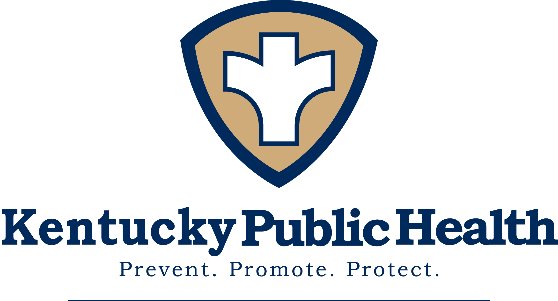 Kentucky Public Health
Prevent. Promote. Protect.